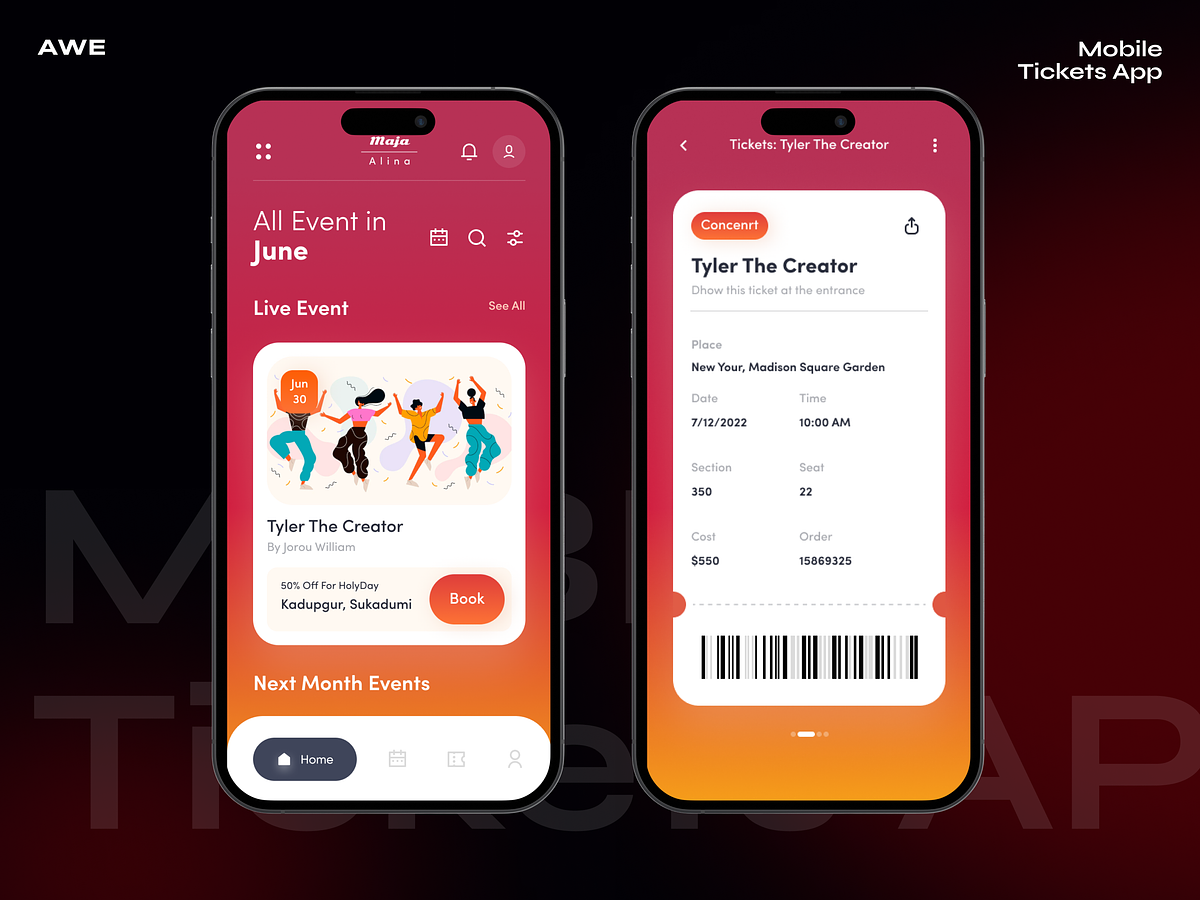 AWE
Mobile
Tickets App
Maja
Alina
All Event in
June
Live Event
See All
Jun
30
Tyler The Creator
By Jorou William
50% Off For HolyDay
Kadupgur, Sukadumi
Book
Next Month Events
Home
Tickets: Tyler The Creator
Concenrt
Tyler The Creator
Dhow this ticket at the entrance
Place
New Your, Madison Square Garden
Date
Time
7/12/2022
10:00 AM
Section
Seat
350
22
Cost
Order
$550
15869325